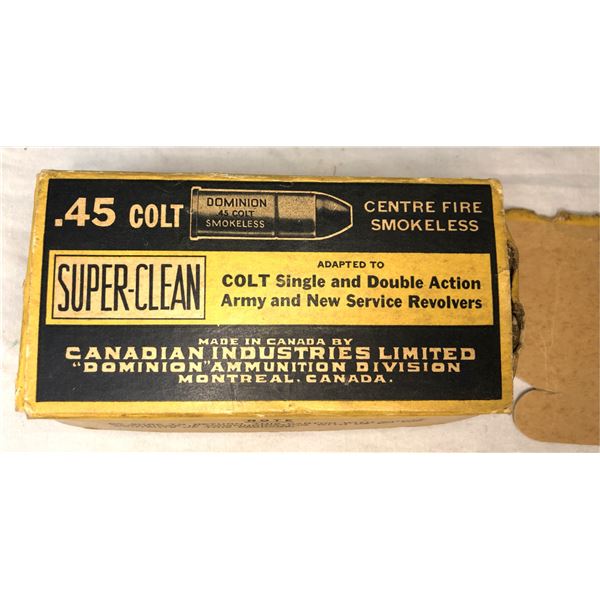 .45 COLT
DOMINION
45 COLT
SMOKELESS
CENTRE FIRE
SMOKELESS
SUPER-CLEAN
ADAPTED TO
COLT Single and Double Action
Army and New Service Revolvers
MADE IN CANADA BY
CANADIAN INDUSTRIES LIMITED
"DOMINION" AMMUNITION DIVISION
MONTREAL, CANADA.
NOTE